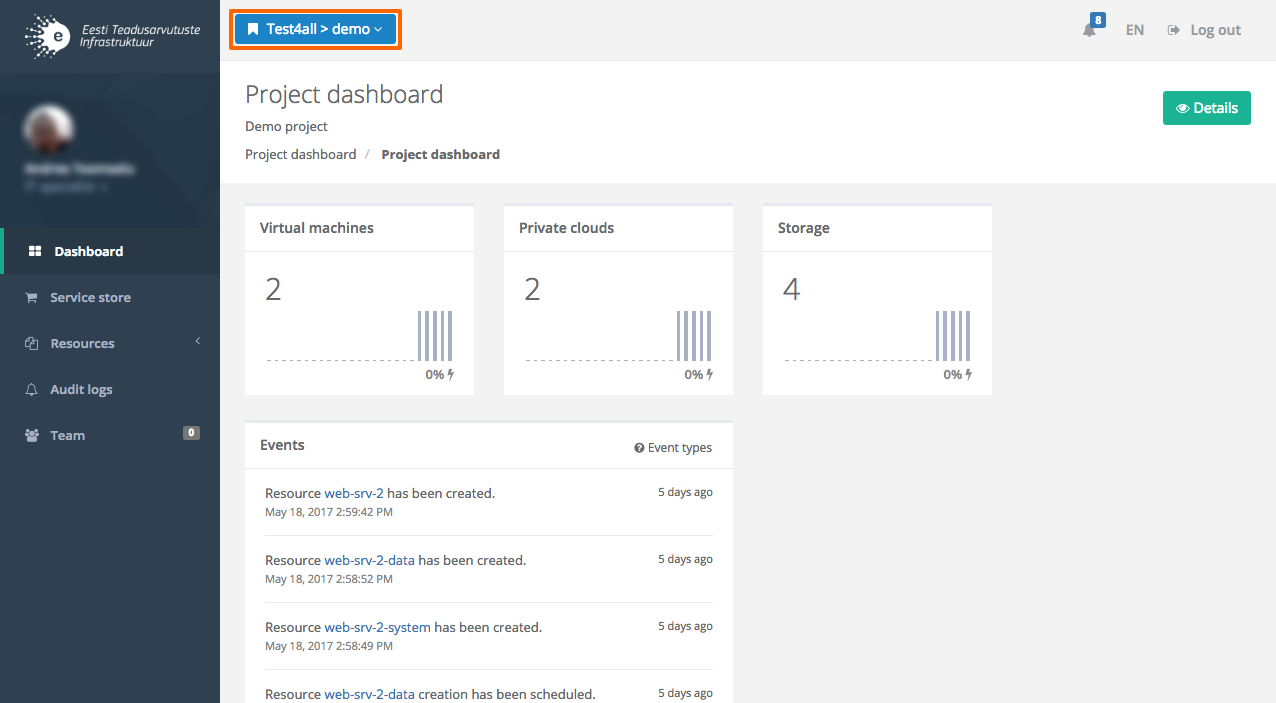 Eesti Teadusarvutuste
Infrastruktuur
e
Test4all > demo
8
EN
Log out
Project dashboard
Demo project
Project dashboard / Project dashboard
Details
Dashboard
Service store
Resources
Audit logs
Team
0
Virtual machines
2
0%
Private clouds
2
0%
Storage
4
0%
Events
Event types
Resource web-srv-2 has been created.
5 days ago
May 18, 2017 2:59:42 PM
Resource web-srv-2-data has been created.
5 days ago
May 18, 2017 2:58:52 PM
Resource web-srv-2-system has been created.
5 days ago
May 18, 2017 2:58:49 PM
Resource web-srv-2-data creation has been scheduled.
5 days ago